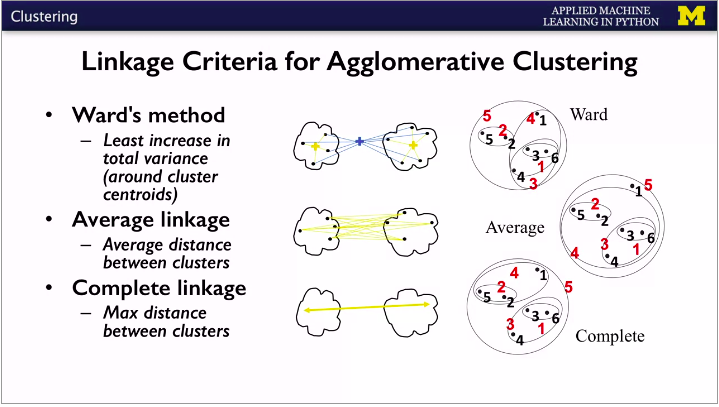 Clustering
APPLIED MACHINE
LEARNING IN PYTHON
M
Linkage Criteria for Agglomerative Clustering
• Ward's method
– Least increase in
total variance
(around cluster
centroids)
• Average linkage
– Average distance
between clusters
• Complete linkage
– Max distance
between clusters
5
4 1
Ward
5 2 2
3 6
1
4
3
1 5
2
5 2
Average
3 6
3 1
4 4
4 1
5
2
5 2
3 6
3 1
4
Complete